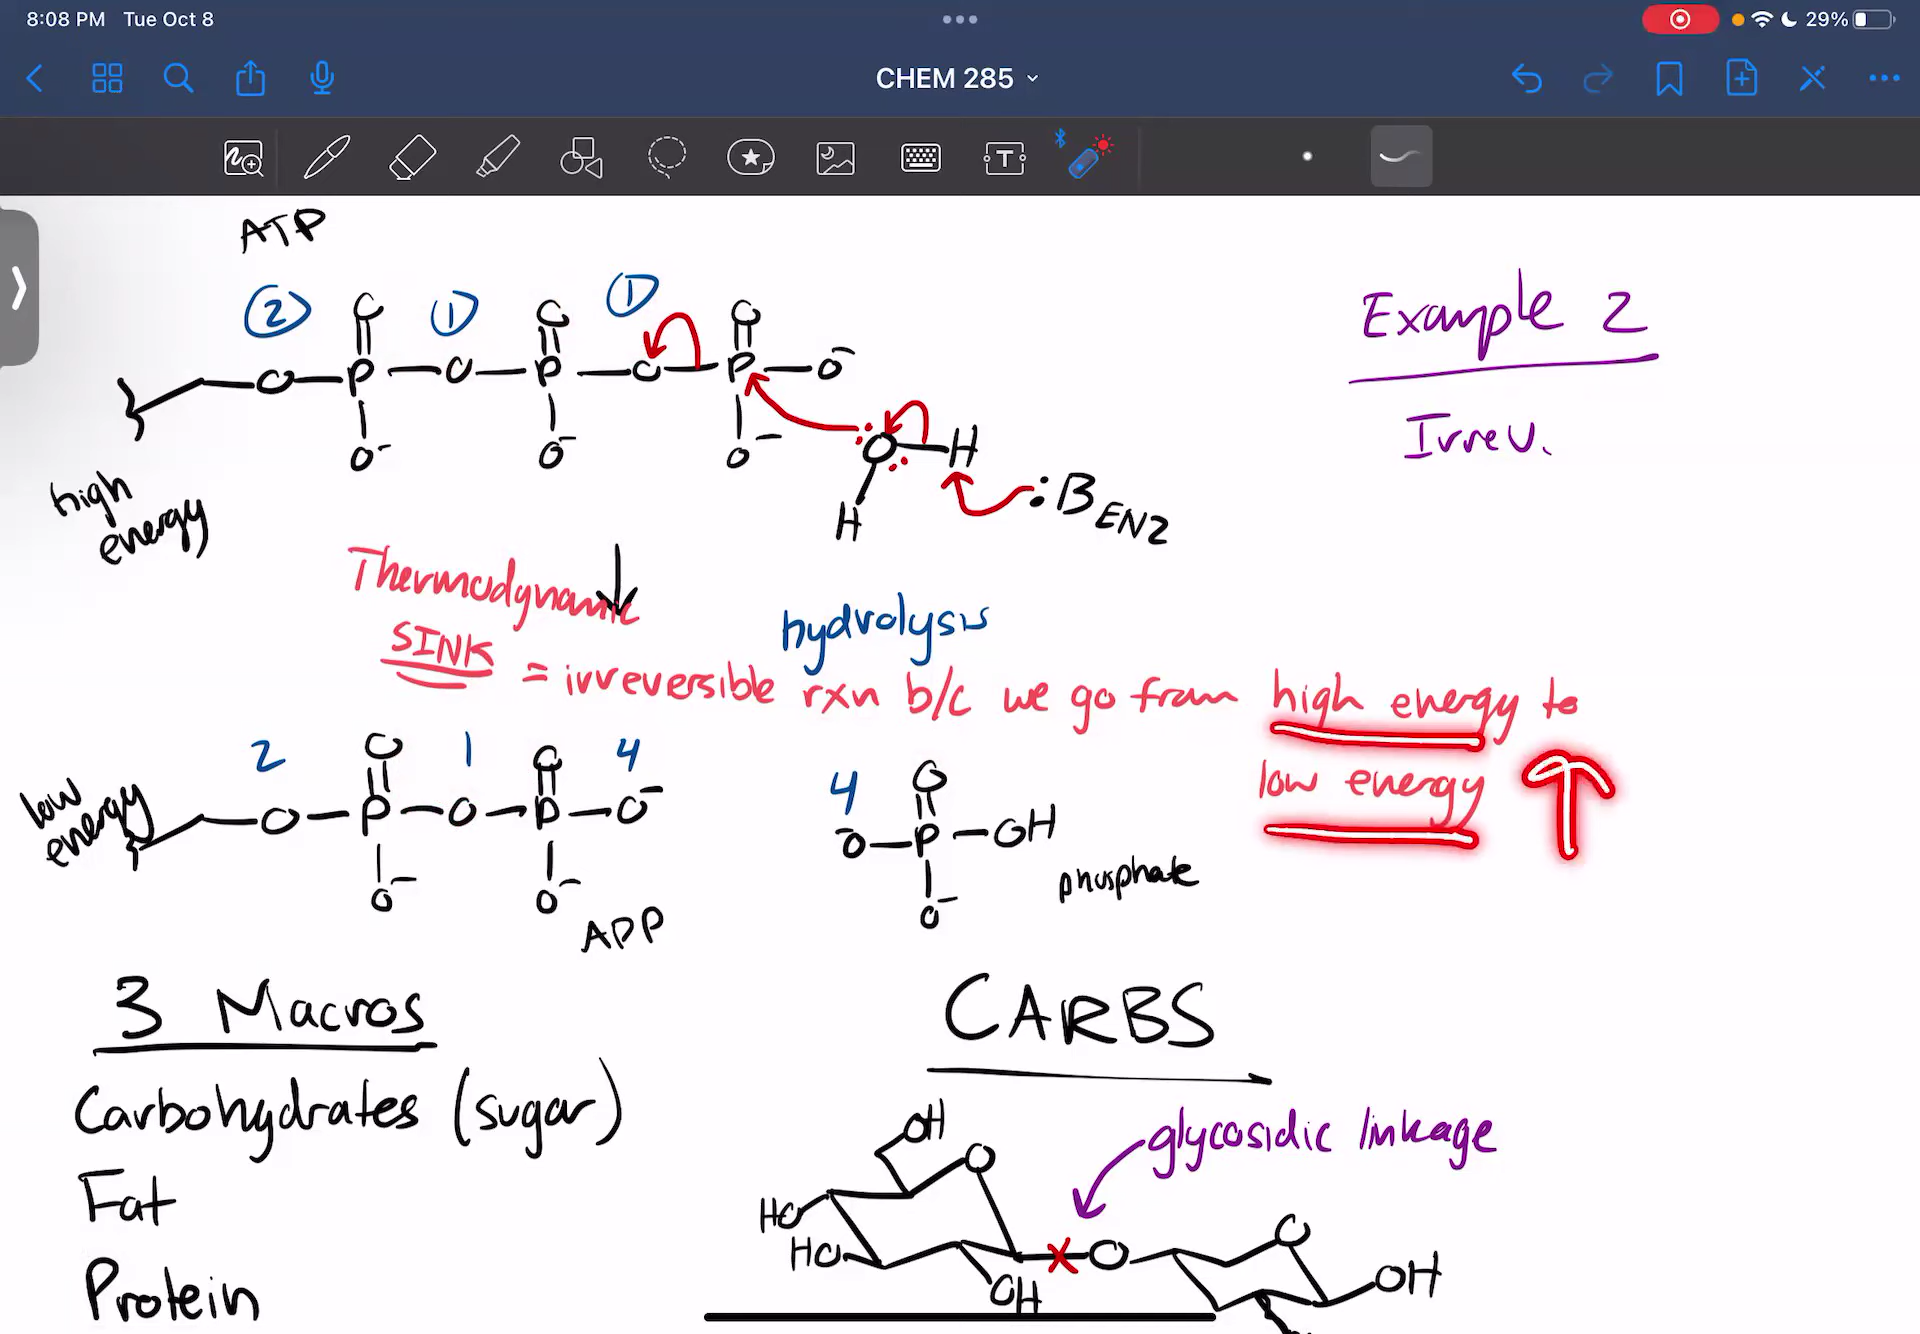 8:08 PM Tue Oct 8
29%
CHEM 285
T
ATP
2 O 1 O 1 O
O P O P O P O⁻
O⁻ O⁻ O⁻
O H
H
:B ENZ
high
energy
Example 2
Irrev.
Thermodynamic
SINK = irreversible rxn b/c we go from high energy to
low energy
hydrolysis
2 O 1 O 4
O P O P O⁻
O⁻ O⁻
low
energy
ADP
4 O
⁻O P OH
O⁻
phosphate
3 Macros
Carbohydrates (sugar)
Fat
Protein
CARBS
glycosidic linkage
OH
O
HO
HO
OH
X O
O
OH